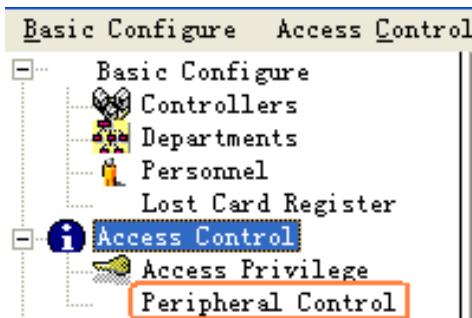 Basic Configure Access Control
Basic Configure
Controllers
Departments
Personnel
Lost Card Register
Access Control
Access Privilege
Peripheral Control